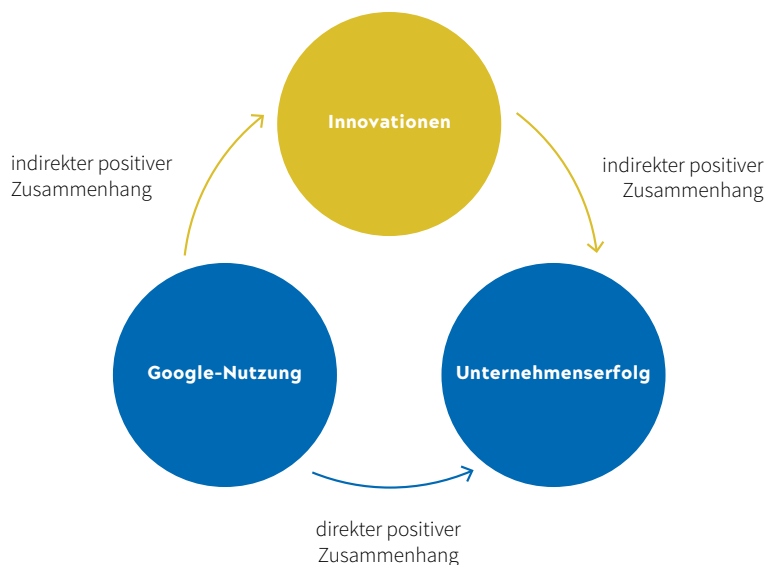 Innovationen
indirekter positiver
Zusammenhang
indirekter positiver
Zusammenhang
Google-Nutzung
Unternehmenserfolg
direkter positiver
Zusammenhang